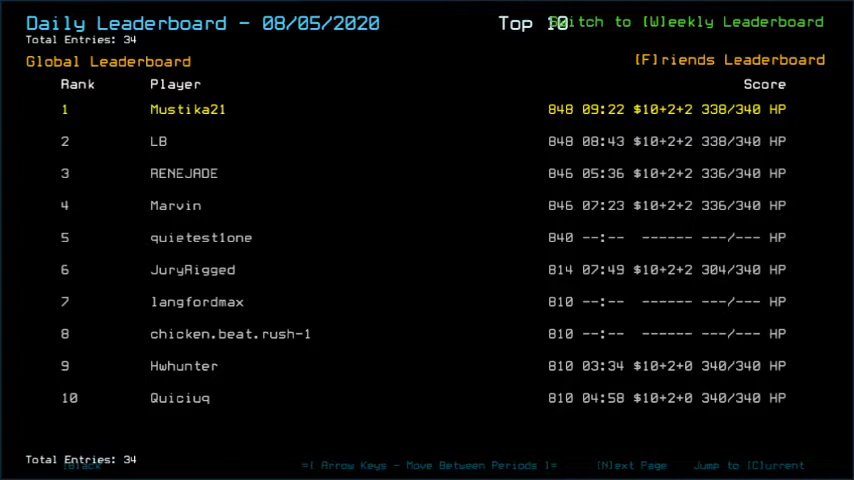 Daily Leaderboard - 08/05/2020 Top 10 Switch to [W]eekly Leaderboard
Total Entries: 34
Global Leaderboard [F]riends Leaderboard
Rank Player Score
1 Mustika21 848 09:22 $10+2+2 338/340 HP
2 LB 848 08:43 $10+2+2 338/340 HP
3 RENEJADE 846 05:36 $10+2+2 336/340 HP
4 Marvin 846 07:23 $10+2+2 336/340 HP
5 quietest1one 840 --:-- ------ ---/--- HP
6 JuryRigged 814 07:49 $10+2+2 304/340 HP
7 langfordmax 810 --:-- ------ ---/--- HP
8 chicken.beat.rush-1 810 --:-- ------ ---/--- HP
9 Hwhunter 810 03:34 $10+2+0 340/340 HP
10 Quiciuq 810 04:58 $10+2+0 340/340 HP
Total Entries: 34
[B]ack =[ Arrow Keys - Move Between Periods ]= [N]ext Page Jump to [C]urrent